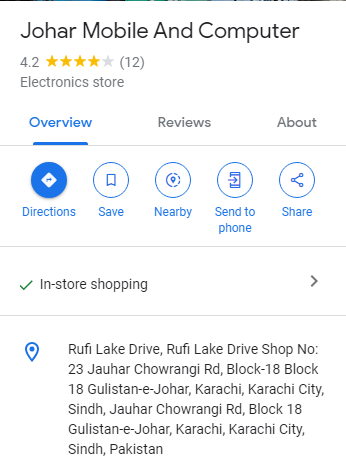 Johar Mobile And Computer
4.2 (12)
Electronics store
Overview Reviews About
Directions Save Nearby Send to phone Share
In-store shopping
Rufi Lake Drive, Rufi Lake Drive Shop No:
23 Jauhar Chowrangi Rd, Block-18 Block
18 Gulistan-e-Johar, Karachi, Karachi City,
Sindh, Jauhar Chowrangi Rd, Block 18
Gulistan-e-Johar, Karachi, Karachi City,
Sindh, Pakistan